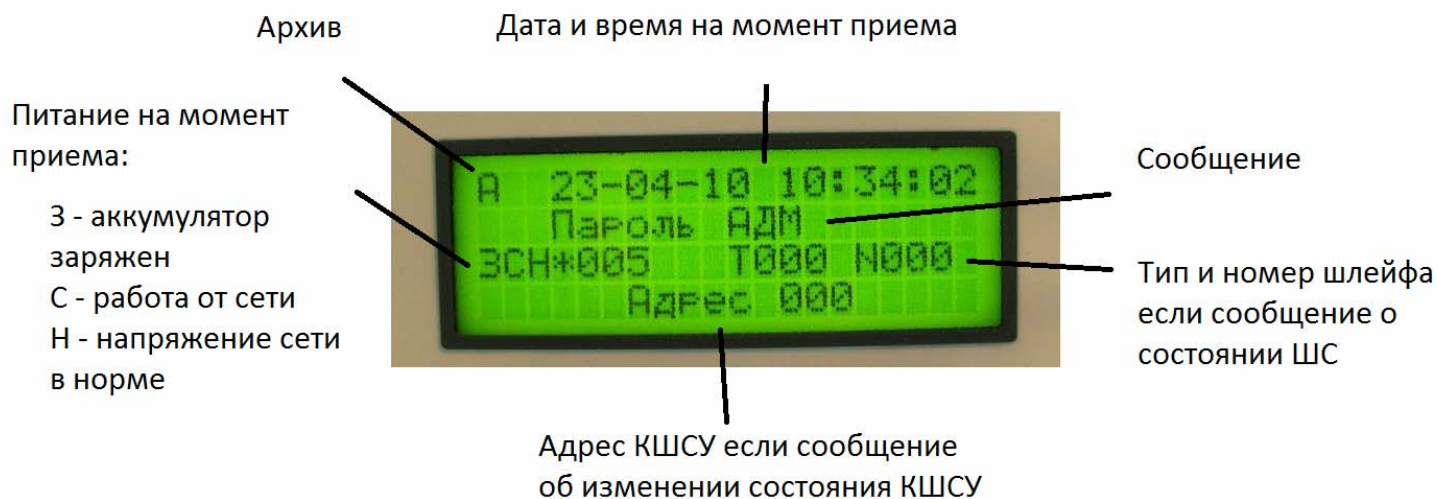 Архив
Дата и время на момент приема
Питание на момент
приема:
З - аккумулятор
заряжен
С - работа от сети
Н - напряжение сети
в норме
А 23-04-10 10:34:02
Пароль АДМ
ЗСН*005 Т000 N000
Адрес 000
Сообщение
Тип и номер шлейфа
если сообщение о
состоянии ШС
Адрес КШСУ если сообщение
об изменении состояния КШСУ